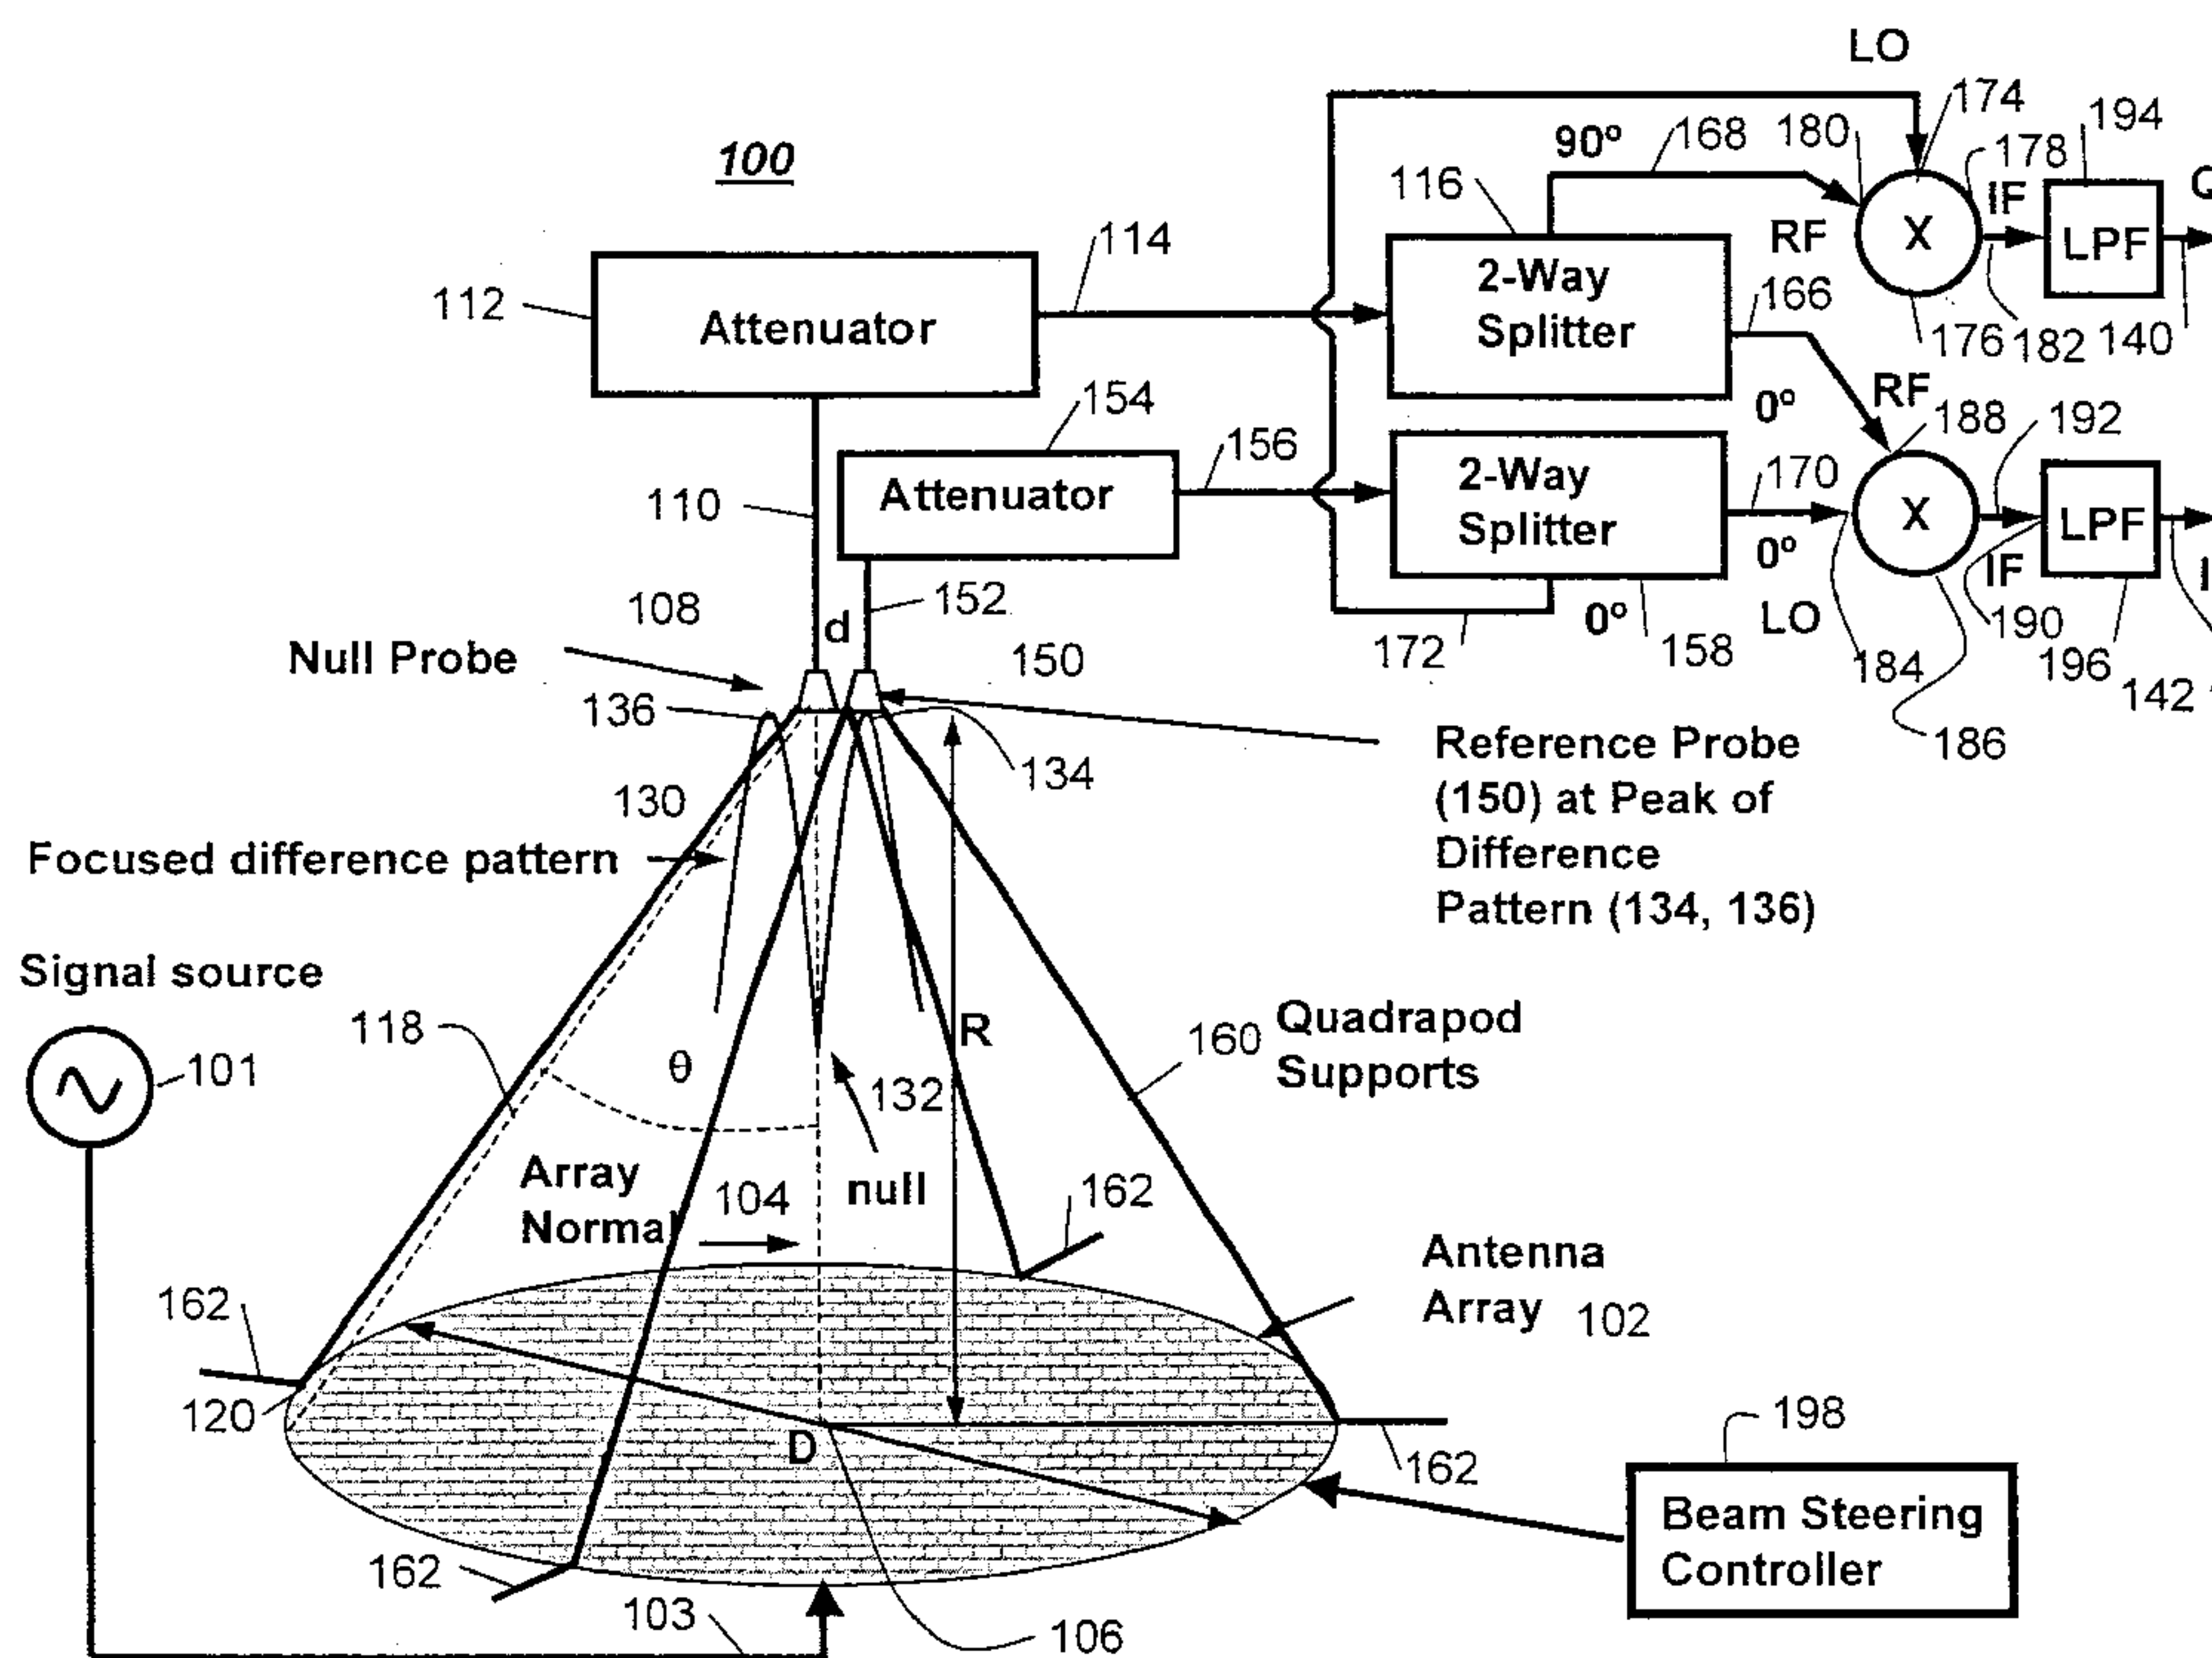 LO
174
194
100
90º
168
180
178
116
IF
Q
RF
X
LPF
114
2-Way
Splitter
112
Attenuator
166
176
182
140
154
RF
0º
188
192
156
2-Way
Splitter
170
110
Attenuator
X
LPF
0º
IF
I
108
d
152
0º
LO
190
Null Probe
150
172
158
184
196
142
136
186
134
Reference Probe
(150) at Peak of
Difference
Pattern (134, 136)
130
Focused difference pattern
Signal source
118
R
160
Quadrapod
Supports
101
θ
132
Array
Normal
104
null
162
Antenna
Array
102
162
120
198
D
162
Beam Steering
Controller
162
103
106